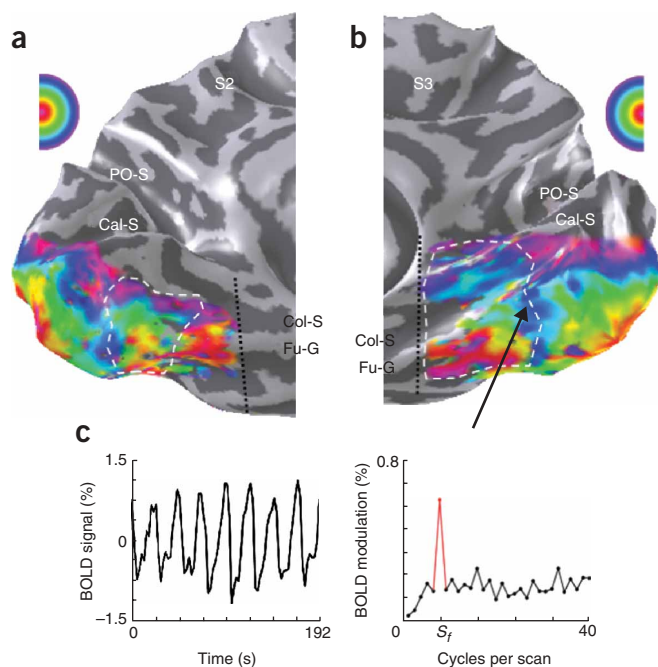 a
b
S2
S3
PO-S
PO-S
Cal-S
Cal-S
Col-S
Col-S
Fu-G
Fu-G
c
1.5
0
–1.5
BOLD signal (%)
0
192
Time (s)
0.8
0
BOLD modulation (%)
0
Sf
40
Cycles per scan